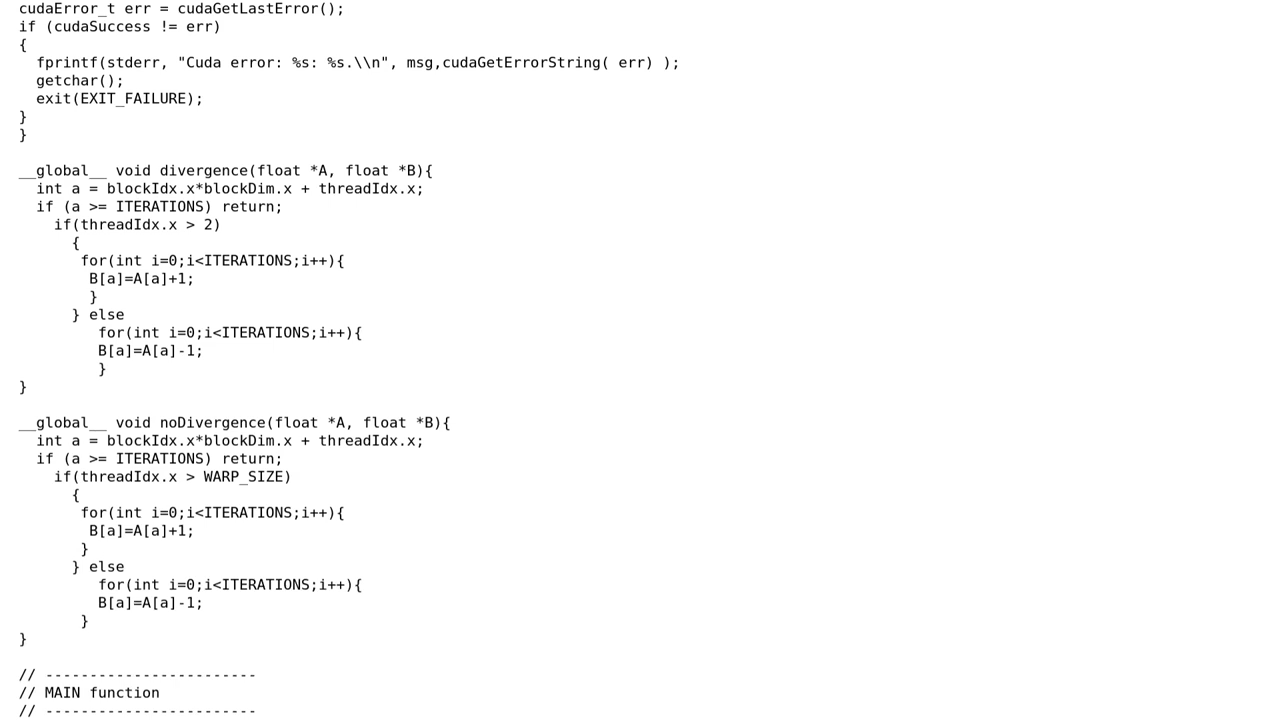 cudaError_t err = cudaGetLastError();
if (cudaSuccess != err)
{
  fprintf(stderr, "Cuda error: %s: %s.\\n", msg,cudaGetErrorString( err) );
  getchar();
  exit(EXIT_FAILURE);
}
}

__global__ void divergence(float *A, float *B){
  int a = blockIdx.x*blockDim.x + threadIdx.x;
  if (a >= ITERATIONS) return;
    if(threadIdx.x > 2)
      {
       for(int i=0;i<ITERATIONS;i++){
        B[a]=A[a]+1;
        }
      } else
         for(int i=0;i<ITERATIONS;i++){
         B[a]=A[a]-1;
         }
}

__global__ void noDivergence(float *A, float *B){
  int a = blockIdx.x*blockDim.x + threadIdx.x;
  if (a >= ITERATIONS) return;
    if(threadIdx.x > WARP_SIZE)
      {
       for(int i=0;i<ITERATIONS;i++){
        B[a]=A[a]+1;
       }
      } else
         for(int i=0;i<ITERATIONS;i++){
         B[a]=A[a]-1;
       }
}

// ------------------------
// MAIN function
// ------------------------